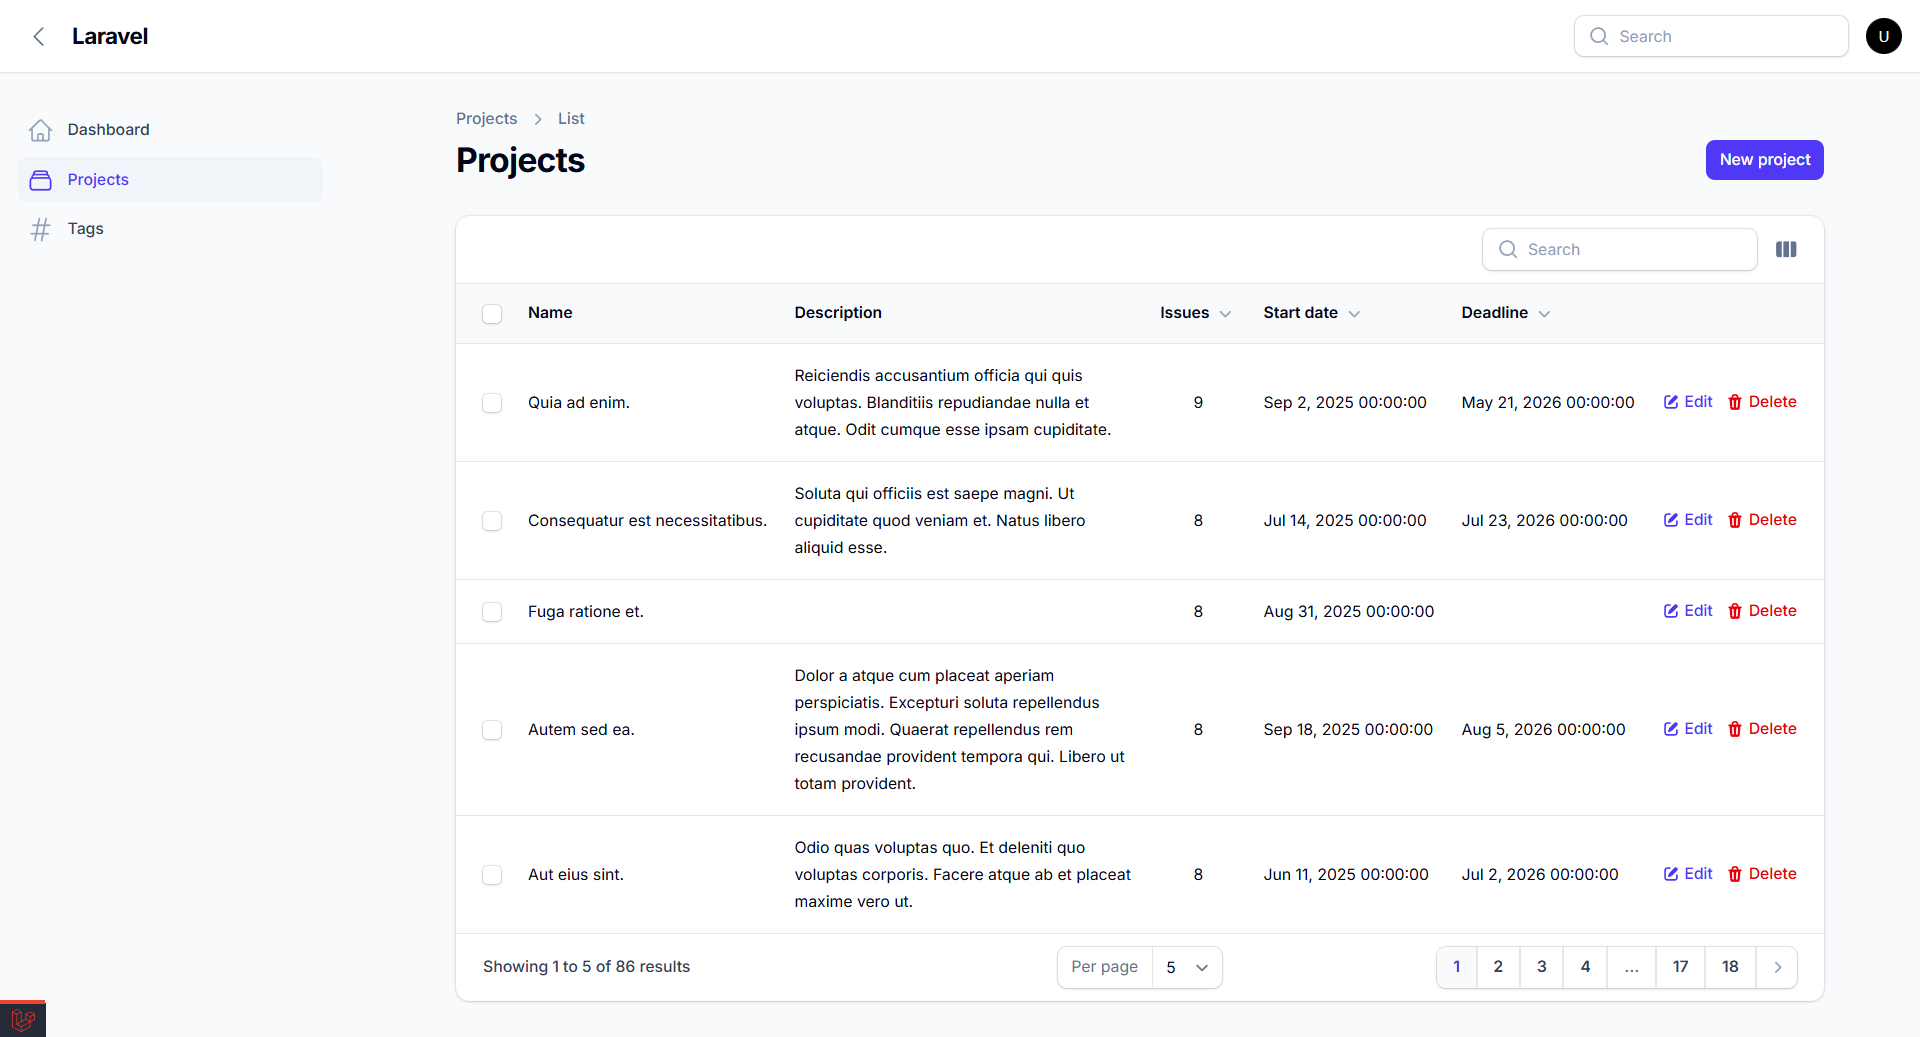 Laravel
Search
U
Dashboard
Projects
Tags
Projects > List
Projects
New project
Search
Name Description Issues Start date Deadline
Quia ad enim.
Reiciendis accusantium officia qui quis
voluptas. Blanditiis repudiandae nulla et
atque. Odit cumque esse ipsam cupiditate.
9 Sep 2, 2025 00:00:00 May 21, 2026 00:00:00 Edit Delete
Consequatur est necessitatibus.
Soluta qui officiis est saepe magni. Ut
cupiditate quod veniam et. Natus libero
aliquid esse.
8 Jul 14, 2025 00:00:00 Jul 23, 2026 00:00:00 Edit Delete
Fuga ratione et. 8 Aug 31, 2025 00:00:00 Edit Delete
Autem sed ea.
Dolor a atque cum placeat aperiam
perspiciatis. Excepturi soluta repellendus
ipsum modi. Quaerat repellendus rem
recusandae provident tempora qui. Libero ut
totam provident.
8 Sep 18, 2025 00:00:00 Aug 5, 2026 00:00:00 Edit Delete
Aut eius sint.
Odio quas voluptas quo. Et deleniti quo
voluptas corporis. Facere atque ab et placeat
maxime vero ut.
8 Jun 11, 2025 00:00:00 Jul 2, 2026 00:00:00 Edit Delete
Showing 1 to 5 of 86 results
Per page 5
1 2 3 4 ... 17 18